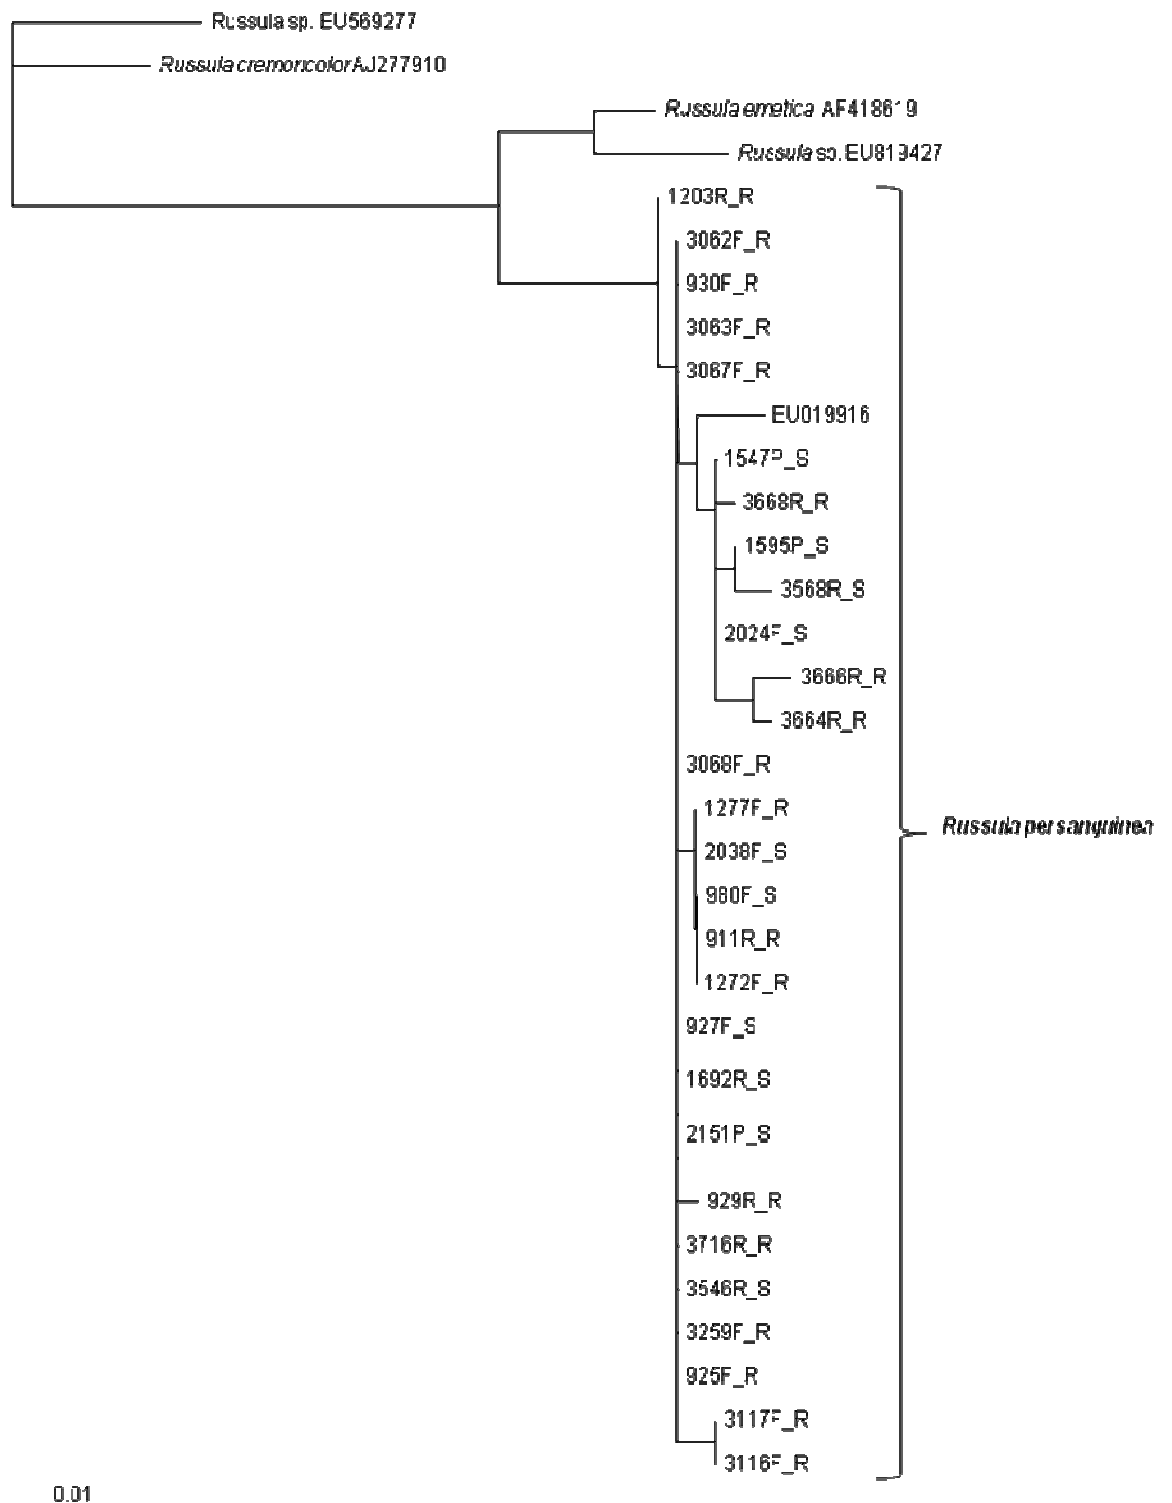 Russula sp. EU569277
Russula cremoricolor AJ277910
Russula emetica AF418619
Russula sp. EU819427
1203R_R
3062F_R
930F_R
3063F_R
3067F_R
EU019916
1547P_S
3668R_R
1595P_S
3568R_S
2024F_S
3666R_R
3664R_R
3068F_R
1277F_R
Russula persanguinea
2038F_S
980F_S
911R_R
1272F_R
927F_S
1692R_S
2151P_S
929R_R
3716R_R
3546R_S
3259F_R
925F_R
3117F_R
3116F_R
0.01